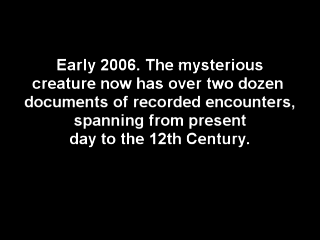 Early 2006. The mysterious
creature now has over two dozen
documents of recorded encounters,
spanning from present
day to the 12th Century.